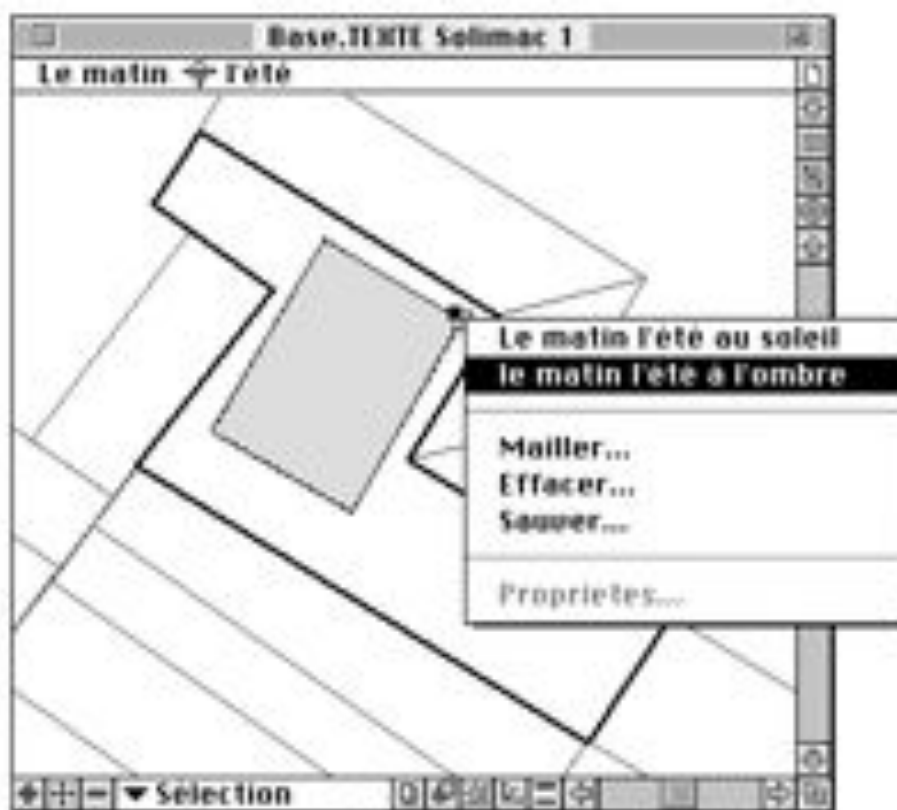 Base.TEXTE Solimac 1
Le matin l'été
Le matin l'été au soleil
le matin l'été à l'ombre
Mailler...
Effacer...
Sauver...
Proprietes...
Sélection